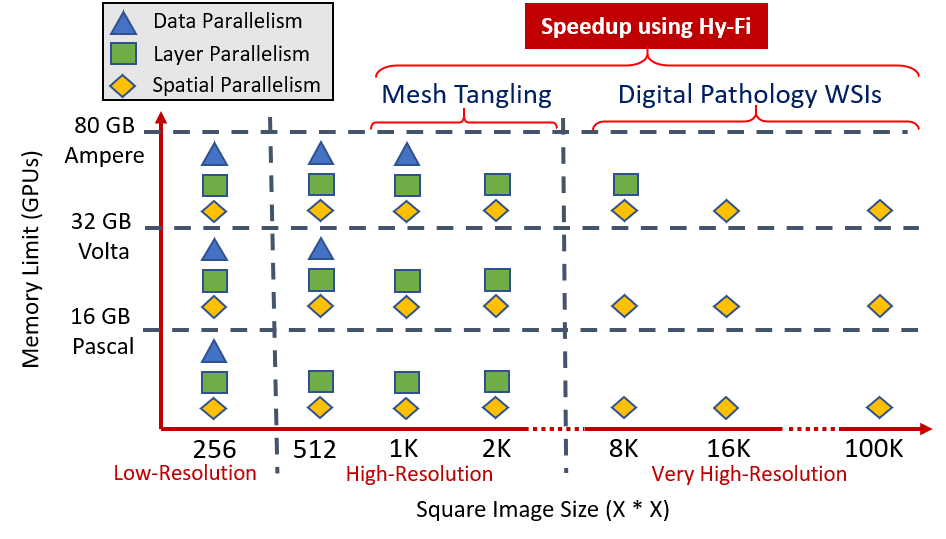 Data Parallelism
Layer Parallelism
Spatial Parallelism
Speedup using Hy-Fi
Mesh Tangling
Digital Pathology WSIs
Memory Limit (GPUs)
80 GB
Ampere
32 GB
Volta
16 GB
Pascal
256 512 1K 2K 8K 16K 100K
Low-Resolution High-Resolution Very High-Resolution
Square Image Size (X * X)